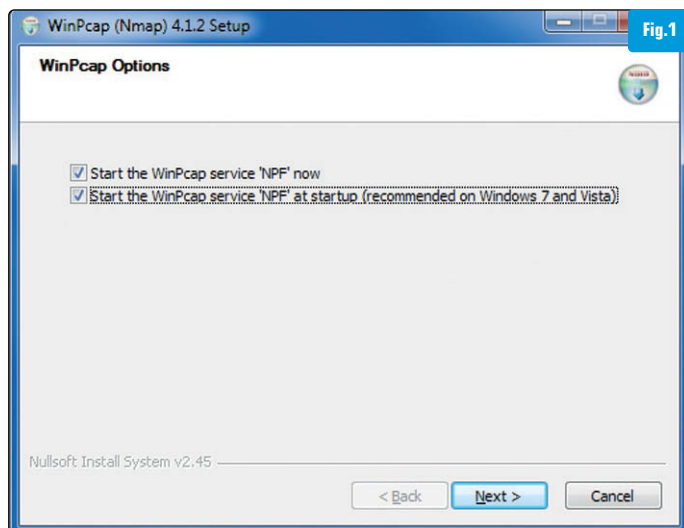 WinPcap (Nmap) 4.1.2 Setup
Fig.1
WinPcap Options
Start the WinPcap service 'NPF' now
Start the WinPcap service 'NPF' at startup (recommended on Windows 7 and Vista)
Nullsoft Install System v2.45
< Back
Next >
Cancel